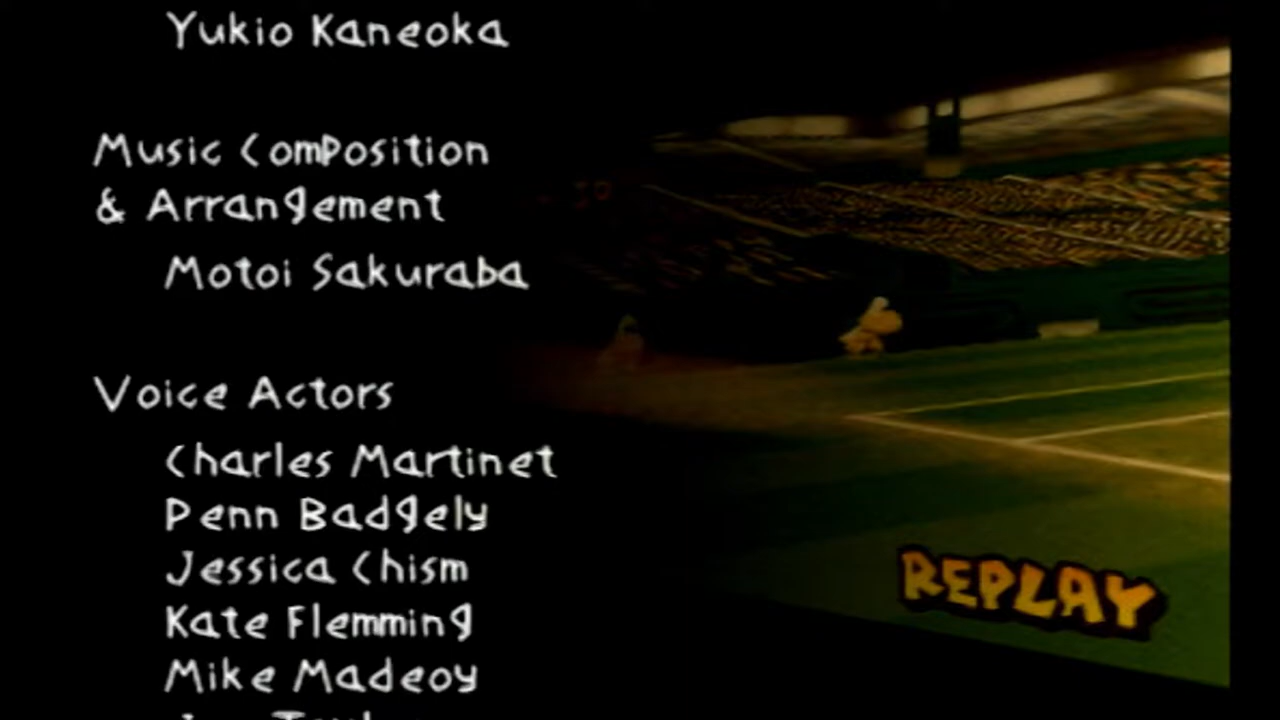 Yukio Kaneoka
Music Composition
& Arrangement
Motoi Sakuraba
Voice Actors
Charles Martinet
Penn Badgely
Jessica Chism
Kate Flemming
Mike Madeoy
REPLAY